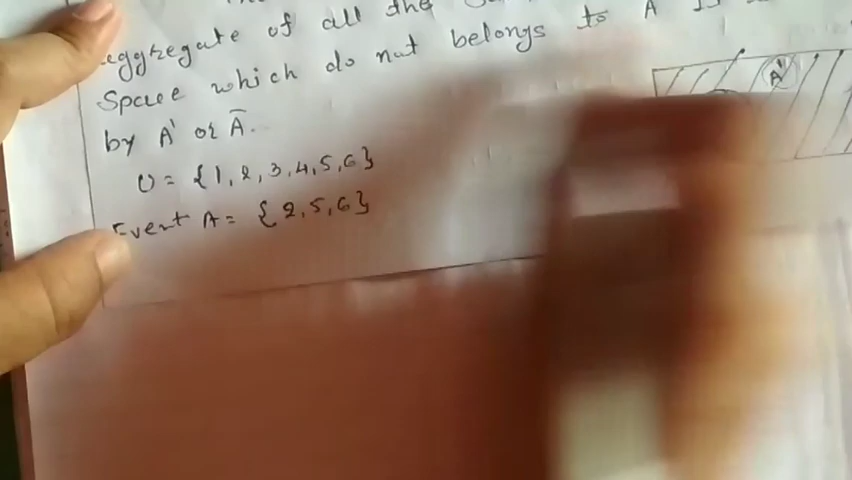 aggregate of all the
Space which do not belongs to A is
by A' or A̅.
A'
U = {1, 2, 3, 4, 5, 6}
Event A = {2, 5, 6}